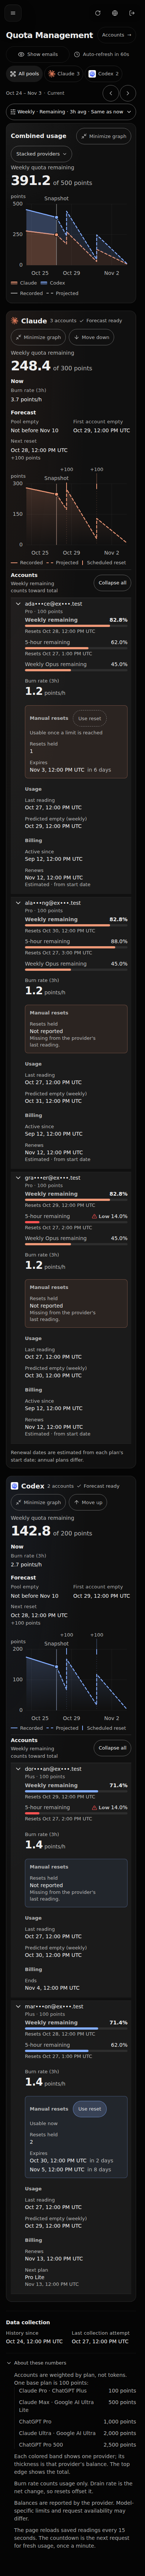 Quota Management
Accounts →
Show emails
Auto-refresh in 60s
All pools
Claude 3
Codex 2
Oct 24 – Nov 3 · Current
Weekly · Remaining · 3h avg · Same as now
Combined usage
Minimize graph
Stacked providers
Weekly quota remaining
391.2 of 500 points
points
Snapshot
500
250
0
Oct 25
Oct 29
Nov 2
Claude
Codex
Recorded
Projected
Claude
3 accounts
Forecast ready
Minimize graph
Move down
Weekly quota remaining
248.4 of 300 points
Now
Burn rate (3h)
3.7 points/h
Forecast
Pool empty
Not before Nov 10
First account empty
Oct 29, 12:00 PM UTC
Next reset
Oct 28, 12:00 PM UTC
+100 points
+100
+100
points
Snapshot
300
150
0
Oct 25
Oct 29
Nov 2
Recorded
Projected
Scheduled reset
Accounts
Weekly remaining
counts toward total
Collapse all
ada•••ce@ex•••.test
Pro · 100 points
Weekly remaining 82.8%
Resets Oct 28, 12:00 PM UTC
5-hour remaining 62.0%
Resets Oct 27, 1:00 PM UTC
Weekly Opus remaining 45.0%
Burn rate (3h)
1.2 points/h
Manual resets
Use reset
Usable once a limit is reached
Resets held
1
Expires
Nov 3, 12:00 PM UTC in 6 days
Usage
Last reading
Oct 27, 12:00 PM UTC
Predicted empty (weekly)
Oct 29, 12:00 PM UTC
Billing
Active since
Sep 12, 12:00 PM UTC
Renews
Nov 12, 12:00 PM UTC
Estimated · from start date
ala•••ng@ex•••.test
Pro · 100 points
Weekly remaining 82.8%
Resets Oct 30, 12:00 PM UTC
5-hour remaining 88.0%
Resets Oct 27, 3:00 PM UTC
Weekly Opus remaining 45.0%
Burn rate (3h)
1.2 points/h
Manual resets
Resets held
Not reported
Missing from the provider's
last reading.
Usage
Last reading
Oct 27, 12:00 PM UTC
Predicted empty (weekly)
Oct 31, 12:00 PM UTC
Billing
Active since
Sep 12, 12:00 PM UTC
Renews
Nov 12, 12:00 PM UTC
Estimated · from start date
gra•••er@ex•••.test
Pro · 100 points
Weekly remaining 82.8%
Resets Oct 29, 12:00 PM UTC
5-hour remaining Low 14.0%
Resets Oct 27, 2:00 PM UTC
Weekly Opus remaining 45.0%
Burn rate (3h)
1.2 points/h
Manual resets
Resets held
Not reported
Missing from the provider's
last reading.
Usage
Last reading
Oct 27, 12:00 PM UTC
Predicted empty (weekly)
Oct 30, 12:00 PM UTC
Billing
Active since
Sep 12, 12:00 PM UTC
Renews
Nov 12, 12:00 PM UTC
Estimated · from start date
Renewal dates are estimated from each plan's
start date; annual plans differ.
Codex
2 accounts
Forecast ready
Minimize graph
Move up
Weekly quota remaining
142.8 of 200 points
Now
Burn rate (3h)
2.7 points/h
Forecast
Pool empty
Not before Nov 10
First account empty
Oct 29, 12:00 PM UTC
Next reset
Oct 28, 12:00 PM UTC
+100 points
+100
+100
points
Snapshot
200
100
0
Oct 25
Oct 29
Nov 2
Recorded
Projected
Scheduled reset
Accounts
Weekly remaining
counts toward total
Collapse all
dor•••an@ex•••.test
Plus · 100 points
Weekly remaining 71.4%
Resets Oct 29, 12:00 PM UTC
5-hour remaining Low 14.0%
Resets Oct 27, 2:00 PM UTC
Burn rate (3h)
1.4 points/h
Manual resets
Resets held
Not reported
Missing from the provider's
last reading.
Usage
Last reading
Oct 27, 12:00 PM UTC
Predicted empty (weekly)
Oct 30, 12:00 PM UTC
Billing
Ends
Nov 4, 12:00 PM UTC
mar•••on@ex•••.test
Plus · 100 points
Weekly remaining 71.4%
Resets Oct 28, 12:00 PM UTC
5-hour remaining 62.0%
Resets Oct 27, 1:00 PM UTC
Burn rate (3h)
1.4 points/h
Manual resets
Use reset
Usable now
Resets held
2
Expires
Oct 30, 12:00 PM UTC in 2 days
Nov 5, 12:00 PM UTC in 8 days
Usage
Last reading
Oct 27, 12:00 PM UTC
Predicted empty (weekly)
Oct 29, 12:00 PM UTC
Billing
Renews
Nov 13, 12:00 PM UTC
Next plan
Pro Lite
Nov 13, 12:00 PM UTC
Data collection
History since
Oct 24, 12:00 PM UTC
Last collection attempt
Oct 27, 12:00 PM UTC
About these numbers
Accounts are weighted by plan, not tokens.
One base plan is 100 points:
Claude Pro · ChatGPT Plus 100 points
Claude Max · Google AI Ultra Lite 500 points
ChatGPT Pro 1,000 points
Claude Ultra · Google AI Ultra 2,000 points
ChatGPT Pro 500 2,500 points
Each colored band shows one provider; its
thickness is that provider's balance. The top
edge shows the total.
Burn rate counts usage only. Drain rate is the
net change, so resets offset it.
Balances are reported by the provider. Model-
specific limits and request availability may
differ.
The page reloads saved readings every 15
seconds. The countdown is the next request
for fresh usage, once a minute.